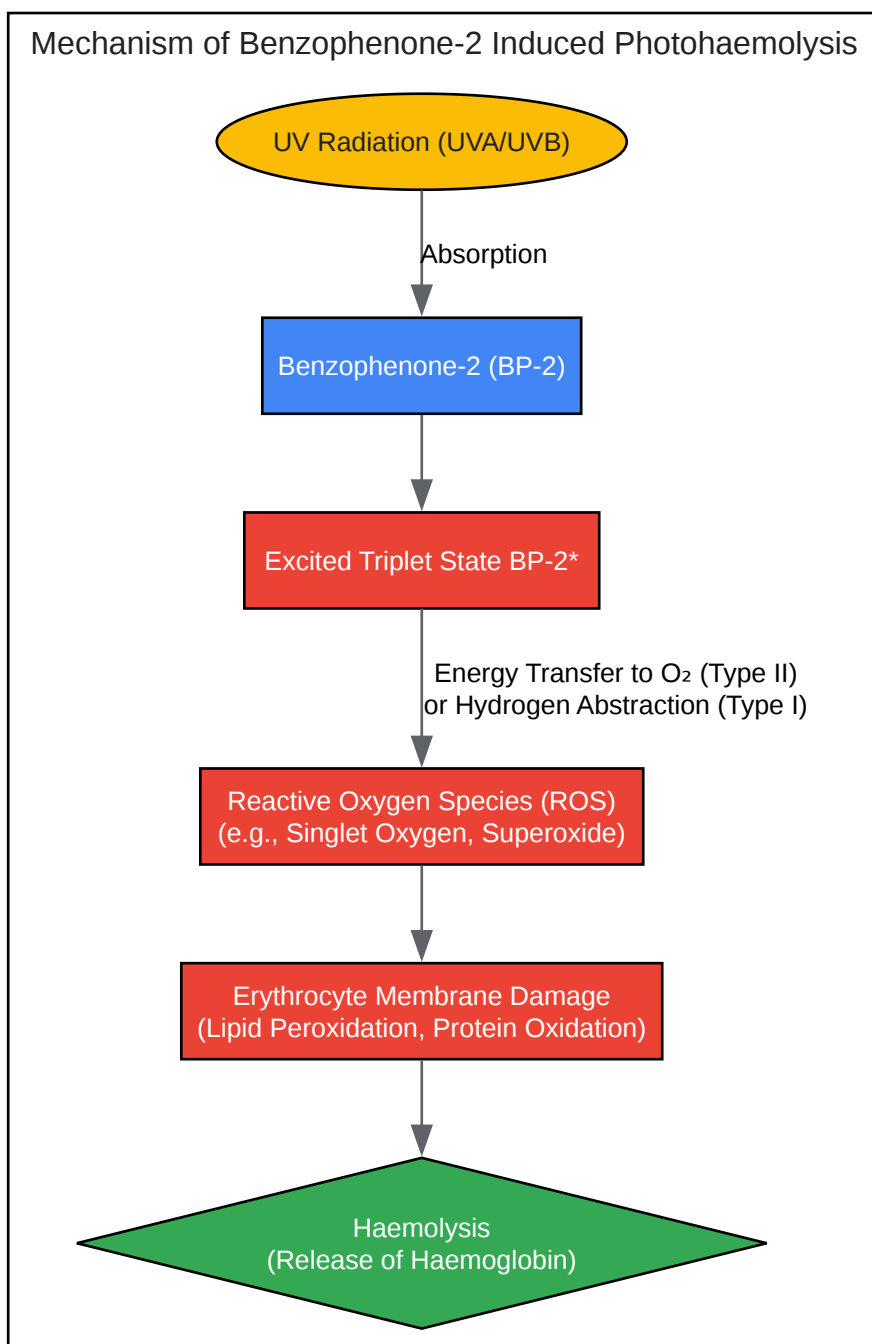 Mechanism of Benzophenone-2 Induced Photohaemolysis
UV Radiation (UVA/UVB)
Absorption
Benzophenone-2 (BP-2)
Excited Triplet State BP-2*
Energy Transfer to O₂ (Type II)
or Hydrogen Abstraction (Type I)
Reactive Oxygen Species (ROS)
(e.g., Singlet Oxygen, Superoxide)
Erythrocyte Membrane Damage
(Lipid Peroxidation, Protein Oxidation)
Haemolysis
(Release of Haemoglobin)